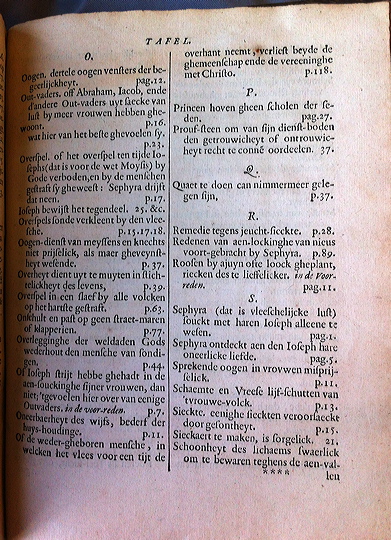 TAFEL.
O.
Oogen. dertele oogen vensters der be-
geerlijckheyt. pag.12.
Out-vaders. off Abraham, Iacob, ende
d'andere Out-vaders uyt saecke van
lust by meer vrouwen hebben ghe-
woont. p.16.
wat hier van het beste ghevoelen sy.
p.23.
Overspel. of het overspel ten tijde Io-
sephs (dat is voor de wet Moysis) by
Gode verboden, en by de menschen
gestraft sy gheweest: Sephyra drijft
dat neen. p.17.
Ioseph bewijst het tegendeel. 25. &c.
Overspels sonde verkleent by den vlee-
sche. p.15.17.18.
Oogen-dienst van meyssens en knechts
niet prijselick, als maar gheveynst-
heyt wesende. p.37.
Overheyt dient uyt te muyten in stich-
telickheyt des levens, p.39.
Overspel in een slaef by alle volcken
op het hardste gestraft. p.63.
Onkhuls en past op geen straet-maren
of klapperien. p.77.
Overlegginghe der weldaden Gods
wederhout den mensche van sondi-
gen. p.44.
Of Ioseph strijt hebbe ghehadt in de
aen-souckinghe sijner vrouwen, dan
niet; 'tgevoelen hier over van eenige
Outvaders. in de voor-reden. p.7.
Oneerbaerheyt des wijfs, bederf der
huys-houdinge. p.11.
Of de weder-gheboren mensche, in
welcken het vlees voor een tijt de
overhant neemt, verliest beyde de
ghemeenschap ende de vereeninghe
met Christo. p.118.
P.
Princen hoven gheen scholen der se-
den. pag.27.
Prouf-steen om van sijn dienst-boden
den getrouwicheyt of ontrouwic-
heyt recht te conne oordeelen. 37.
Q.
Quaet te doen can nimmermeer gele-
gen sijn, p.37.
R.
Remedie tegens jeucht-sieckte. p.28.
Redenen van aen-lockinghe van nieus
voort-gebracht by Sephyra. p.89.
Roosen by ajuyn ofte loock gheplant,
riecken des te lieffelicker. in de voor-
reden. pag.11.
S.
Sephyra (dat is vleeschelijcke lust)
souckt met haren Ioseph alleene te
wesen. pag.1.
Sephyra ontdeckt aen den Ioseph hare
oneerlicke liefde. pag.5.
Sprekende oogen in vrouwen misprij-
selick. p.11.
Schaemte en Vreese lijf-schutten van
'tvrouwe-volck. p.13.
Sieckte. eenighe sieckten veroorsaeckt
door gesontheyt. p.15.
Sieckaert te maken, is sorgelick. 21.
Schoonheyt des lichaems swaerlick
om te bewaren teghens de aen-val-
****
len